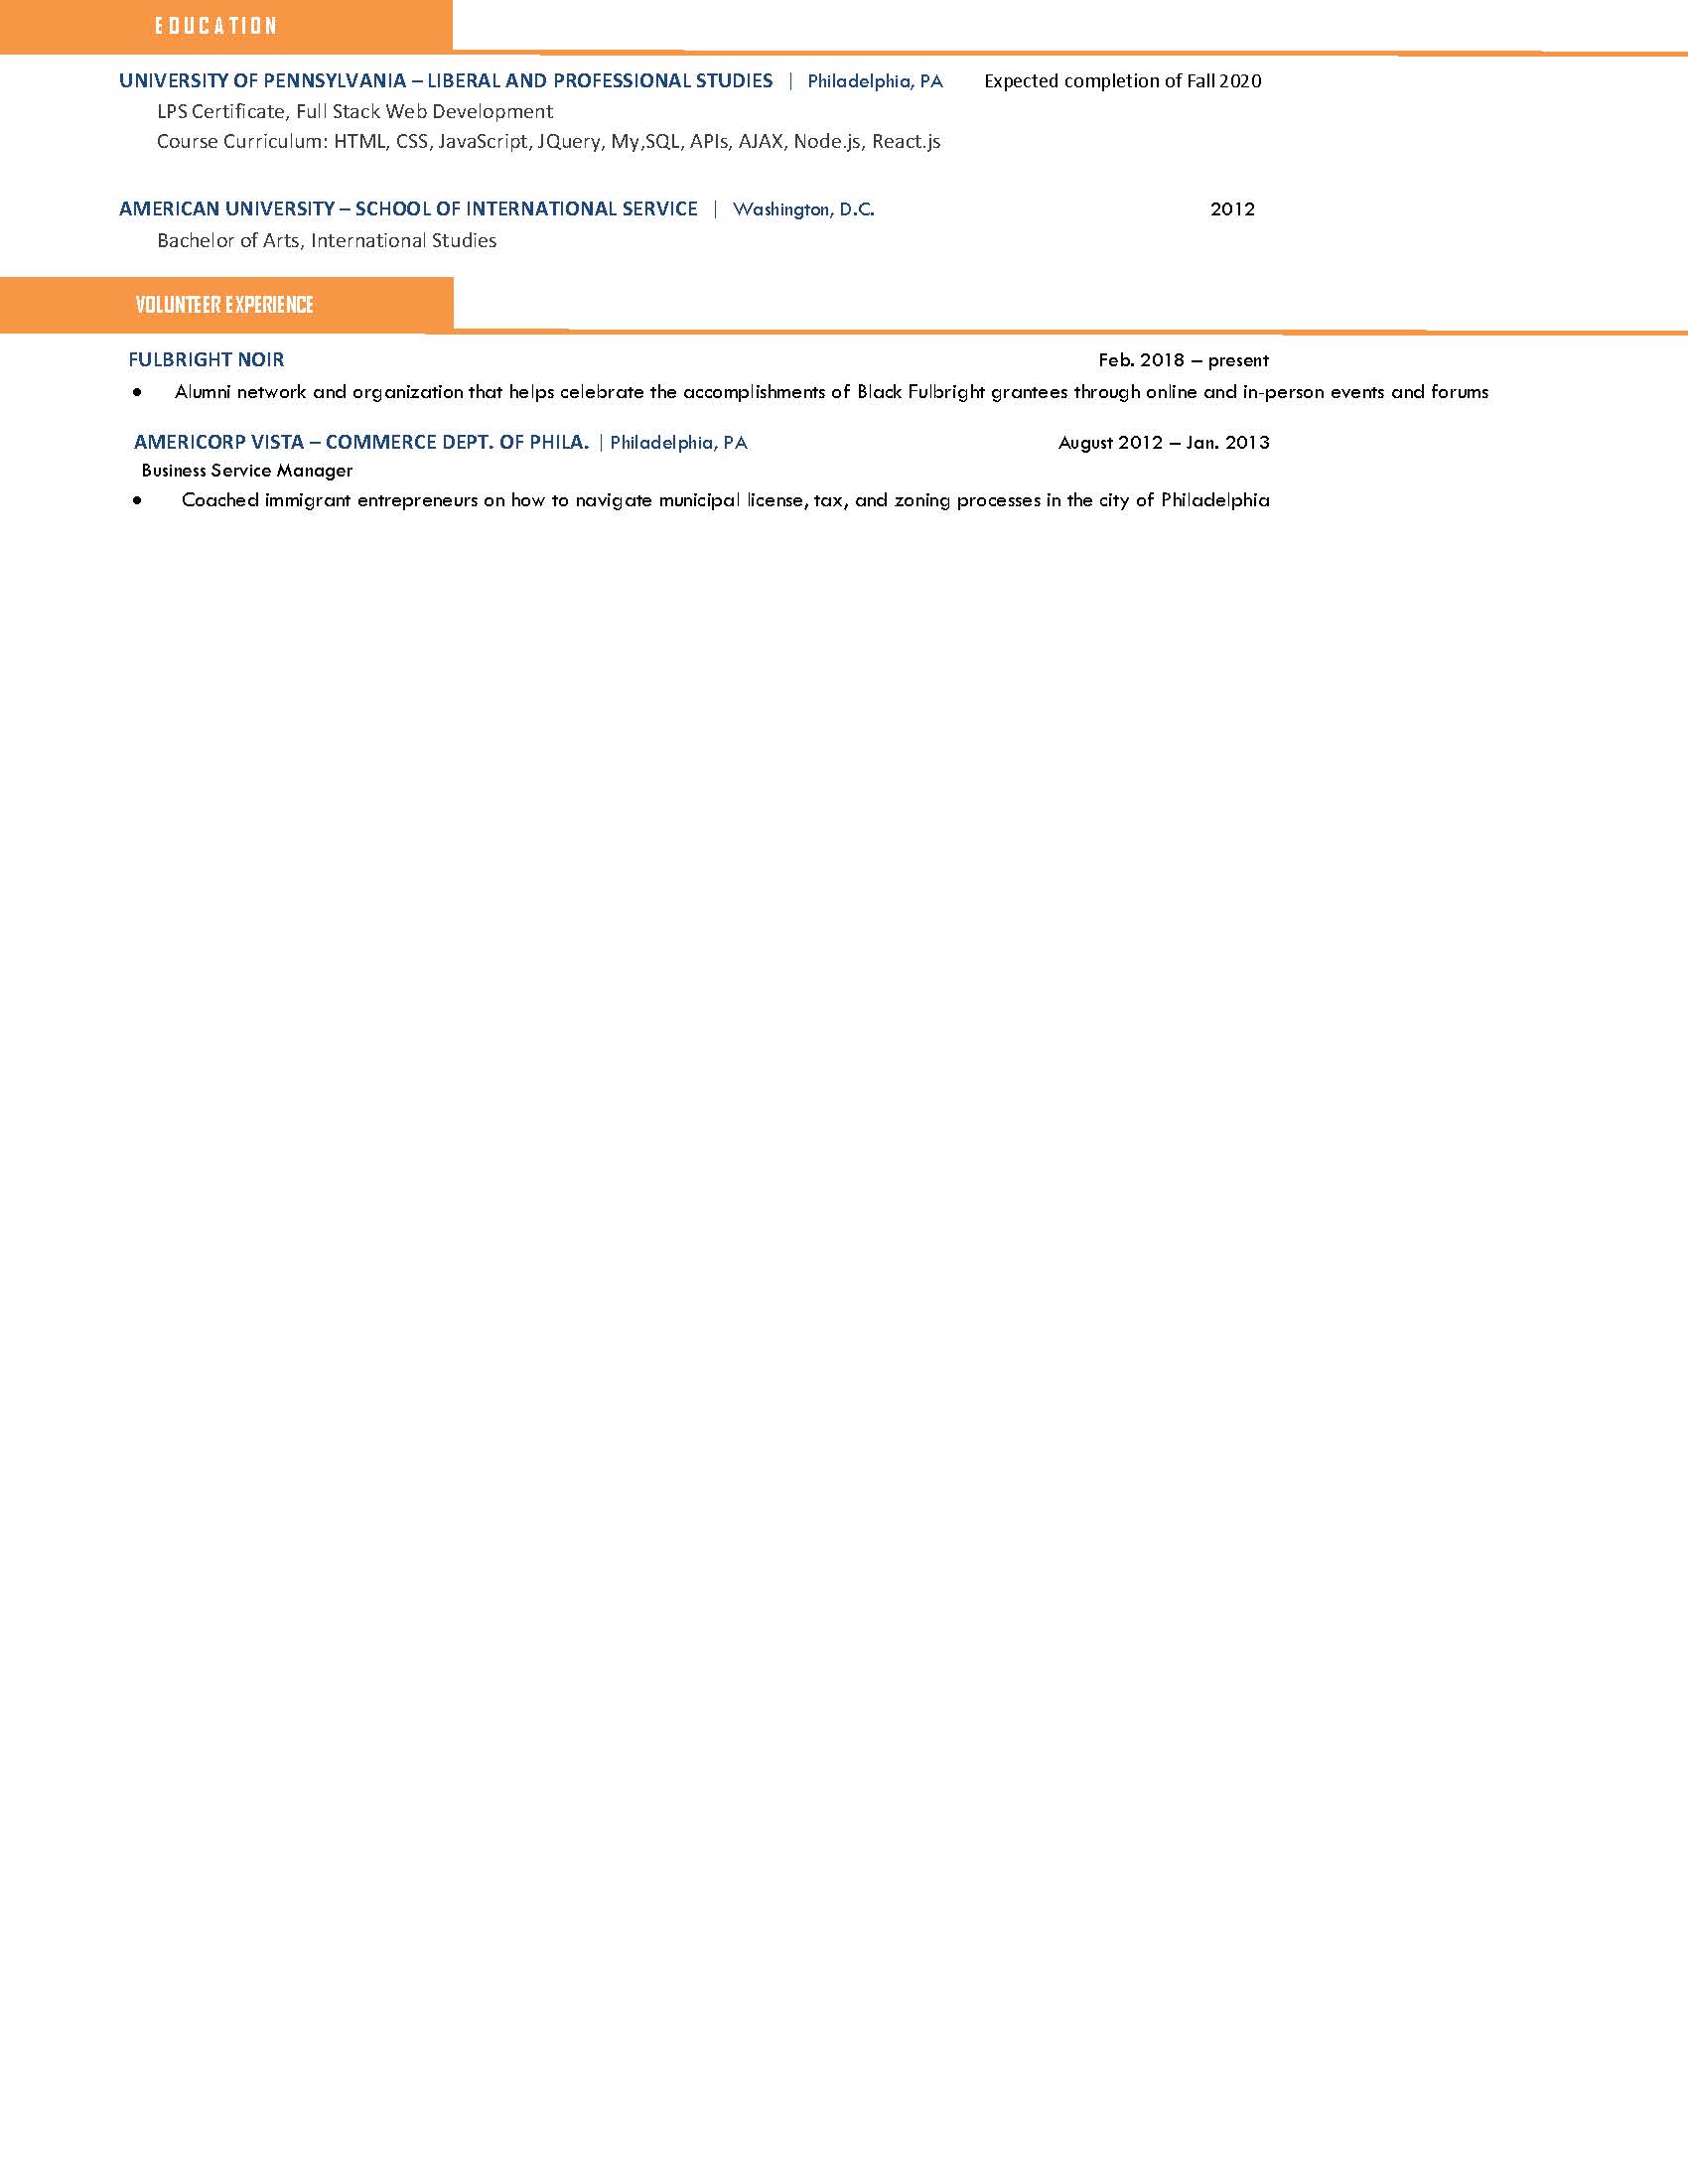 EDUCATION
UNIVERSITY OF PENNSYLVANIA – LIBERAL AND PROFESSIONAL STUDIES | Philadelphia, PA Expected completion of Fall 2020
LPS Certificate, Full Stack Web Development
Course Curriculum: HTML, CSS, JavaScript, JQuery, My,SQL, APIs, AJAX, Node.js, React.js
AMERICAN UNIVERSITY – SCHOOL OF INTERNATIONAL SERVICE | Washington, D.C. 2012
Bachelor of Arts, International Studies
VOLUNTEER EXPERIENCE
FULBRIGHT NOIR Feb. 2018 – present
• Alumni network and organization that helps celebrate the accomplishments of Black Fulbright grantees through online and in-person events and forums
AMERICORP VISTA – COMMERCE DEPT. OF PHILA. | Philadelphia, PA August 2012 – Jan. 2013
Business Service Manager
• Coached immigrant entrepreneurs on how to navigate municipal license, tax, and zoning processes in the city of Philadelphia